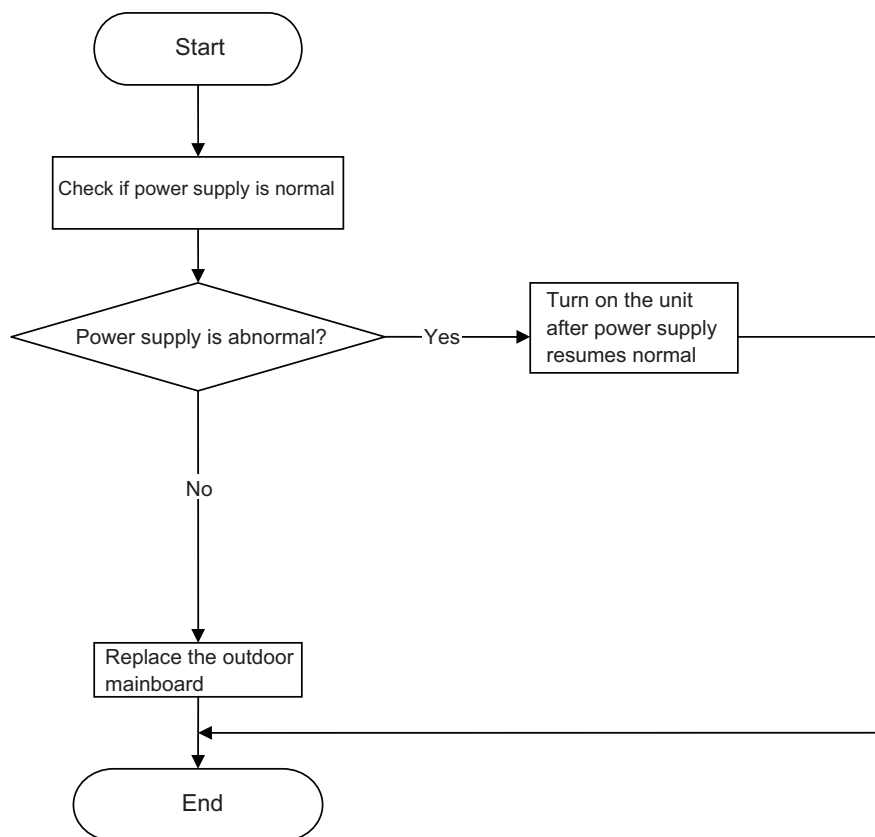 Start
Check if power supply is normal
Power supply is abnormal?
Yes
Turn on the unit
after power supply
resumes normal
No
Replace the outdoor
mainboard
End